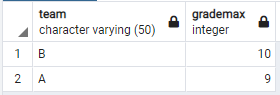 team grademax
character varying (50) integer
1 B 10
2 A 9